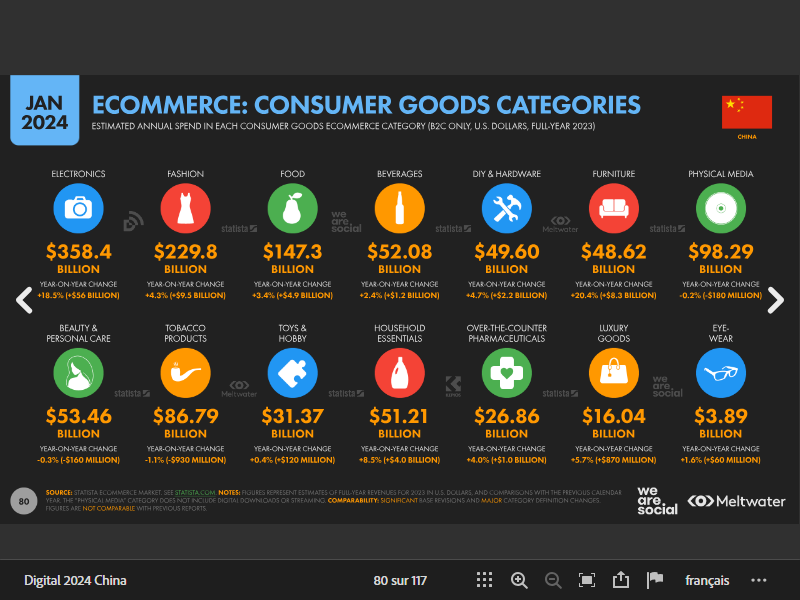 JAN
2024
ECOMMERCE: CONSUMER GOODS CATEGORIES
ESTIMATED ANNUAL SPEND IN EACH CONSUMER GOODS ECOMMERCE CATEGORY (B2C ONLY, U.S. DOLLARS, FULL-YEAR 2023)
CHINA
ELECTRONICS FASHION FOOD BEVERAGES DIY & HARDWARE FURNITURE PHYSICAL MEDIA
statista we are. social statista Meltwater statista
$358.4 $229.8 $147.3 $52.08 $49.60 $48.62 $98.29
BILLION BILLION BILLION BILLION BILLION BILLION BILLION
YEAR-ON-YEAR CHANGE YEAR-ON-YEAR CHANGE YEAR-ON-YEAR CHANGE YEAR-ON-YEAR CHANGE YEAR-ON-YEAR CHANGE YEAR-ON-YEAR CHANGE YEAR-ON-YEAR CHANGE
+18.5% (+$56 BILLION) +4.3% (+$9.5 BILLION) +3.4% (+$4.9 BILLION) +2.4% (+$1.2 BILLION) +4.7% (+$2.2 BILLION) +20.4% (+$8.3 BILLION) -0.2% (-$180 MILLION)
BEAUTY & TOBACCO TOYS & HOUSEHOLD OVER-THE-COUNTER LUXURY EYE-
PERSONAL CARE PRODUCTS HOBBY ESSENTIALS PHARMACEUTICALS GOODS WEAR
statista Meltwater statista KEPIOS statista we are. social
$53.46 $86.79 $31.37 $51.21 $26.86 $16.04 $3.89
BILLION BILLION BILLION BILLION BILLION BILLION BILLION
YEAR-ON-YEAR CHANGE YEAR-ON-YEAR CHANGE YEAR-ON-YEAR CHANGE YEAR-ON-YEAR CHANGE YEAR-ON-YEAR CHANGE YEAR-ON-YEAR CHANGE YEAR-ON-YEAR CHANGE
-0.3% (-$160 MILLION) -1.1% (-$930 MILLION) +0.4% (+$120 MILLION) +8.5% (+$4.0 BILLION) +4.0% (+$1.0 BILLION) +5.7% (+$870 MILLION) +1.6% (+$60 MILLION)
80
SOURCE: STATISTA ECOMMERCE MARKET. SEE STATISTA.COM. NOTES: FIGURES REPRESENT ESTIMATES OF FULL-YEAR REVENUES FOR 2023 IN U.S. DOLLARS, AND COMPARISONS WITH THE PREVIOUS CALENDAR
YEAR. THE "PHYSICAL MEDIA" CATEGORY DOES NOT INCLUDE DIGITAL DOWNLOADS OR STREAMING. COMPARABILITY: SIGNIFICANT BASE REVISIONS AND MAJOR CATEGORY DEFINITION CHANGES.
FIGURES ARE NOT COMPARABLE WITH PREVIOUS REPORTS.
we
are.
social
Meltwater
Digital 2024 China
80 sur 117
français